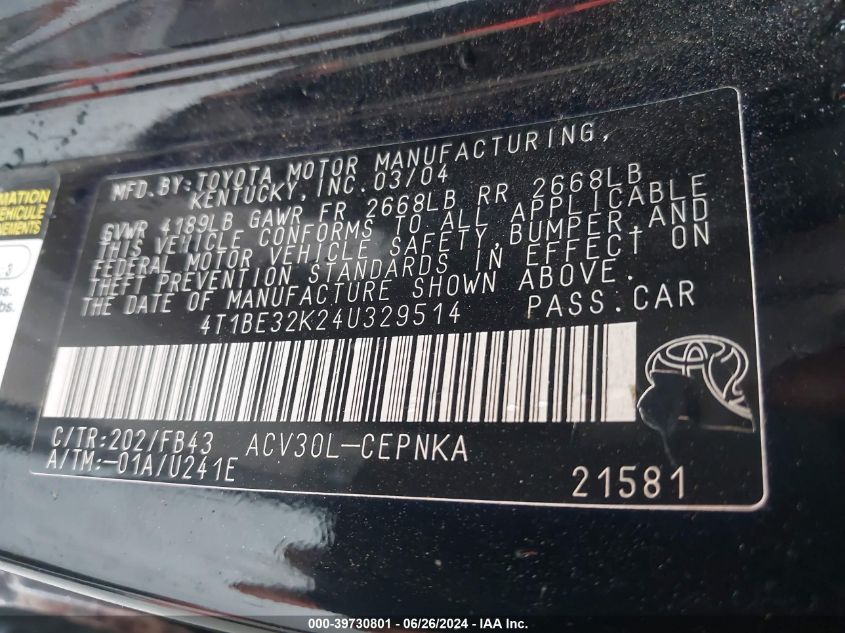 MFD.BY:TOYOTA MOTOR MANUFACTURING,
KENTUCKY,INC.03/04
GVWR 4189LB GAWR FR 2668LB RR 2668LB
THIS VEHICLE CONFORMS TO ALL APPLICABLE
FEDERAL MOTOR VEHICLE SAFETY,BUMPER,AND
THEFT PREVENTION STANDARDS IN EFFECT ON
THE DATE OF MANUFACTURE SHOWN ABOVE.
4T1BE32K24U329514 PASS.CAR
C/TR:202/FB43 ACV30L-CEPNKA
A/TM:-01A/U241E
21581
3
000-39730801 | 06/26/2024 | © IAA, Inc.